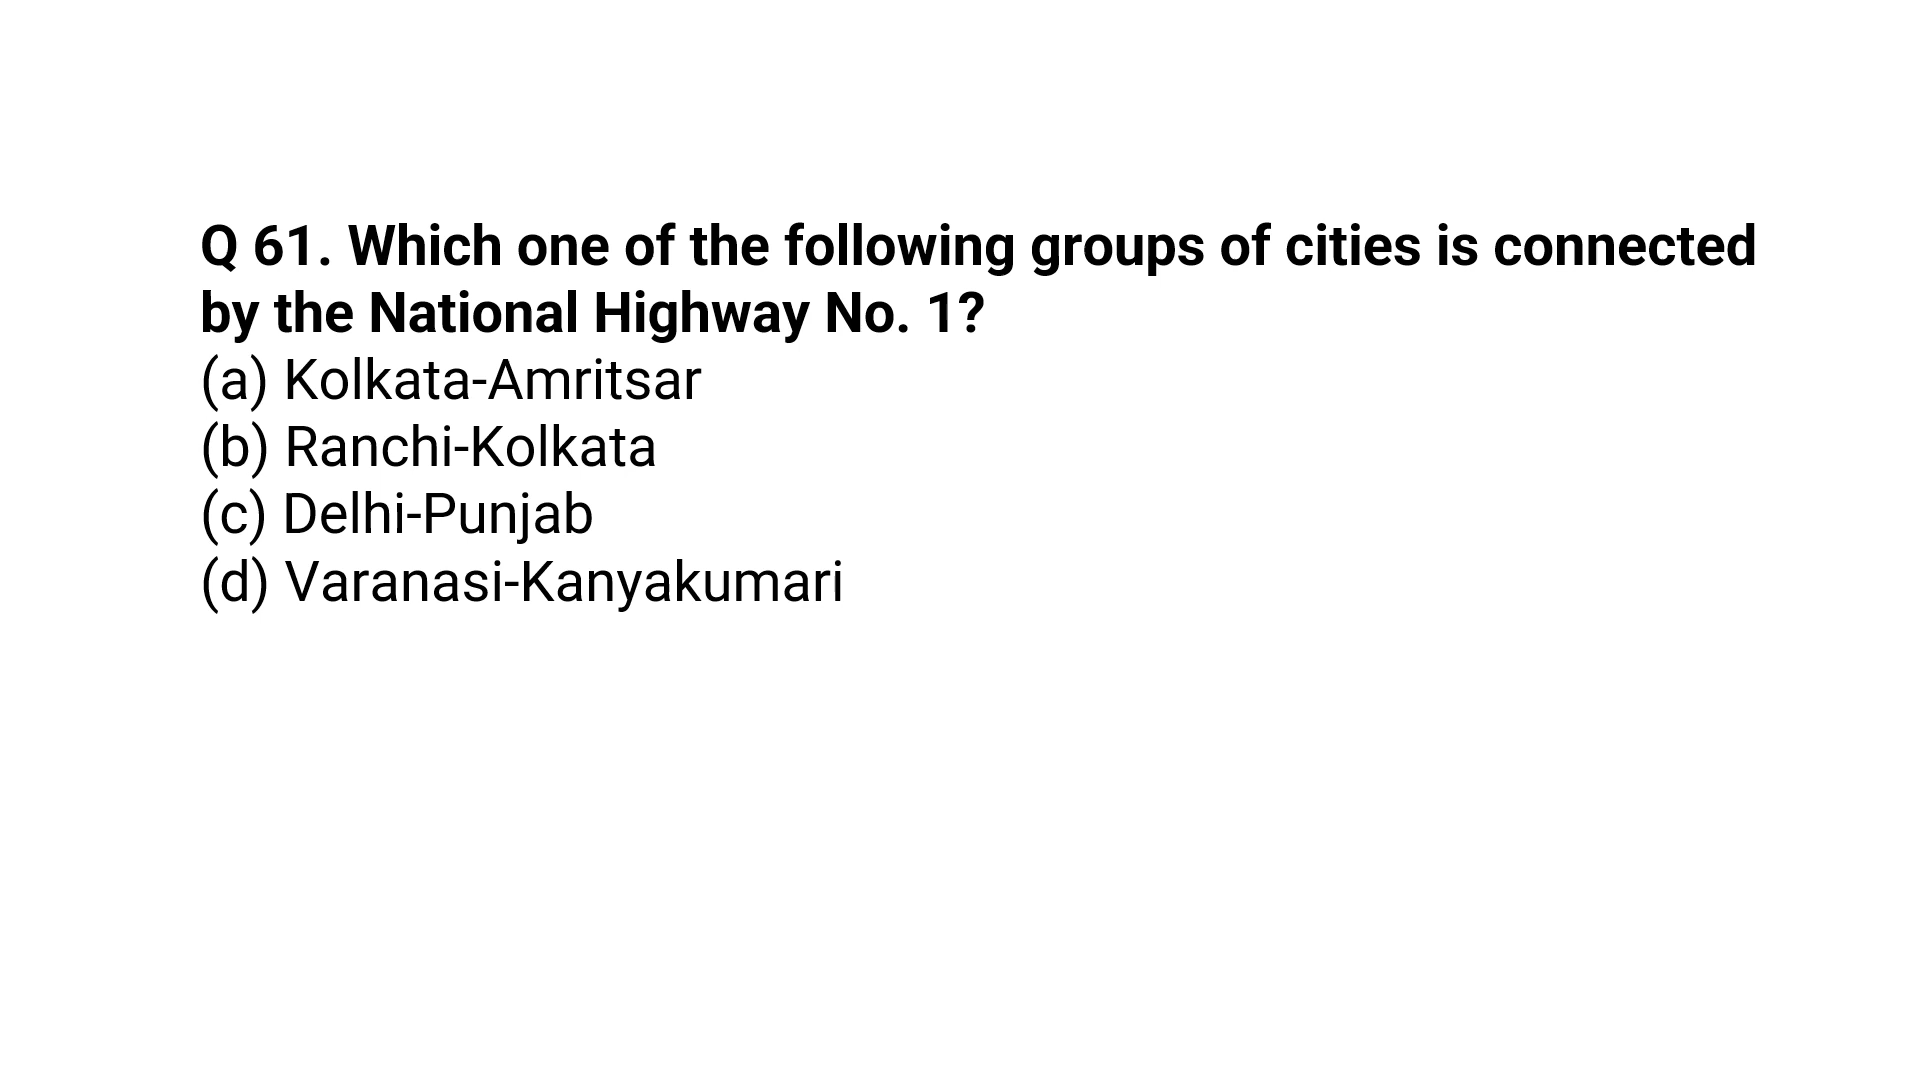 Q 61. Which one of the following groups of cities is connected
by the National Highway No. 1?
(a) Kolkata-Amritsar
(b) Ranchi-Kolkata
(c) Delhi-Punjab
(d) Varanasi-Kanyakumari